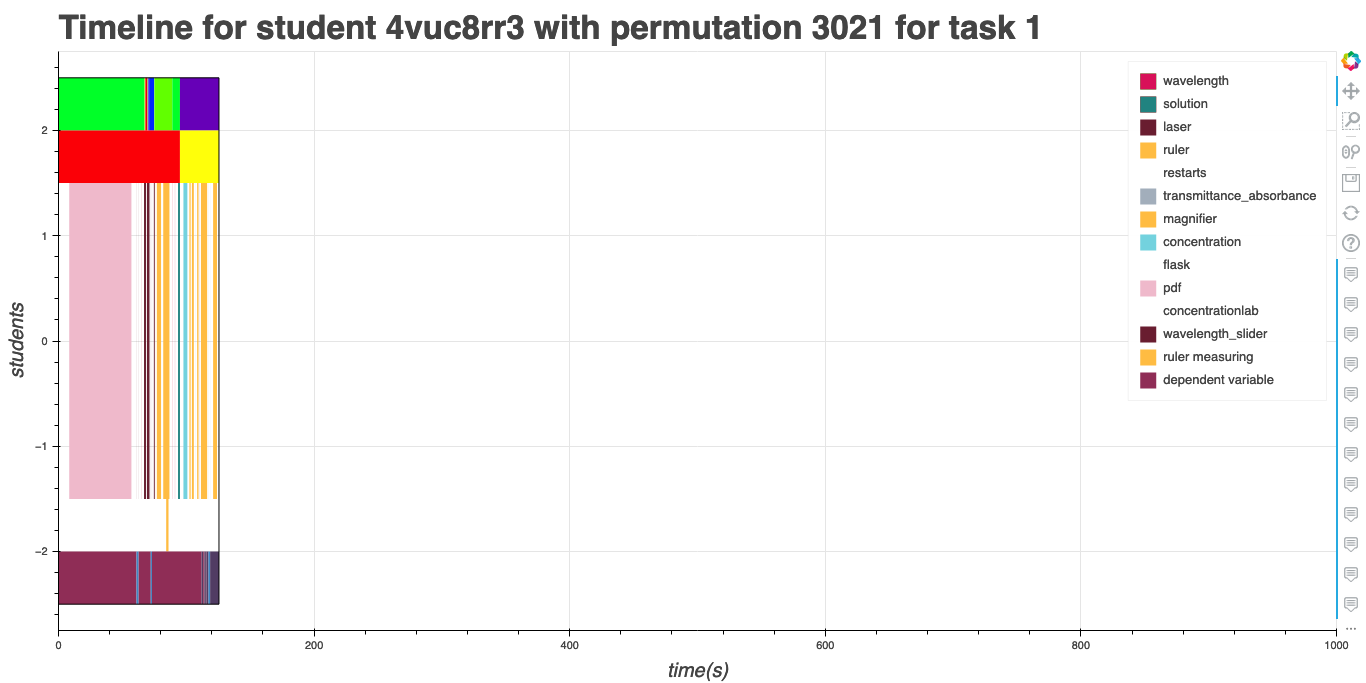 Timeline for student 4vuc8rr3 with permutation 3021 for task 1
wavelength
solution
laser
ruler
restarts
transmittance_absorbance
magnifier
concentration
flask
pdf
concentrationlab
wavelength_slider
ruler measuring
dependent variable
students
2
1
0
−1
−2
0 200 400 600 800 1000
time(s)